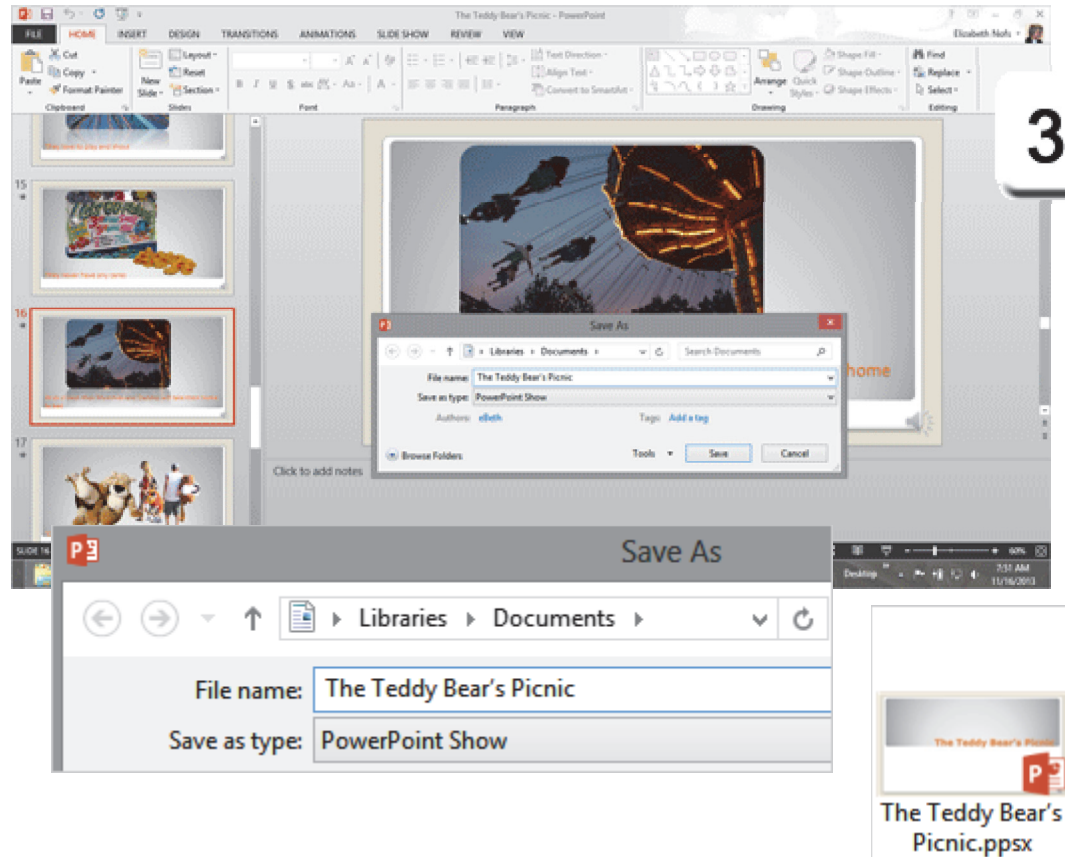 The Teddy Bear's Picnic - PowerPoint
FILE HOME INSERT DESIGN TRANSITIONS ANIMATIONS SLIDE SHOW REVIEW VIEW
Elizabeth Nofs
Cut
Copy
Format Painter
Paste
Clipboard
New Slide
Layout
Reset
Section
Slides
Font
Text Direction
Align Text
Convert to SmartArt
Paragraph
Arrange
Quick Styles
Shape Fill
Shape Outline
Shape Effects
Drawing
Find
Replace
Select
Editing
3
15
16
17
home
Save As
Libraries Documents
Search Documents
File name: The Teddy Bear's Picnic
Save as type: PowerPoint Show
Authors: eBeth
Tags: Add a tag
Browse Folders
Tools Save Cancel
Click to add notes
SLIDE 16
60%
Desktop
7:51 AM
11/16/2013
Save As
Libraries Documents
File name: The Teddy Bear's Picnic
Save as type: PowerPoint Show
The Teddy Bear's Picnic
The Teddy Bear's
Picnic.ppsx